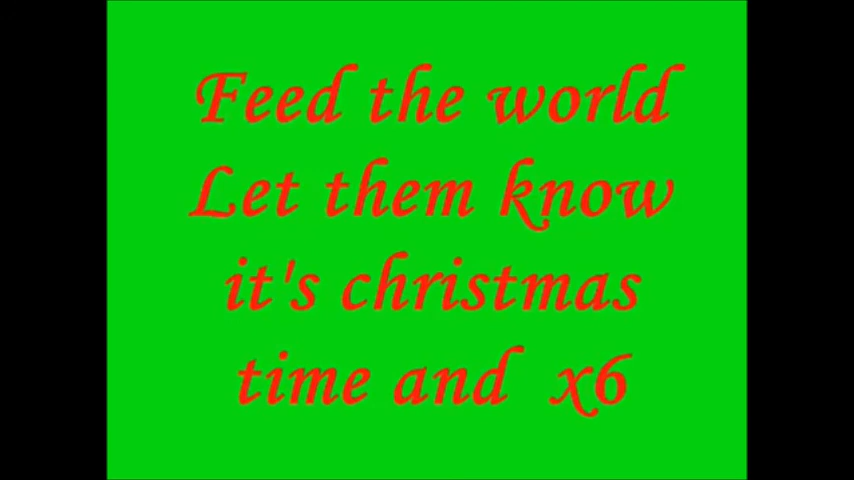 Feed the world
Let them know
it's christmas
time and x6